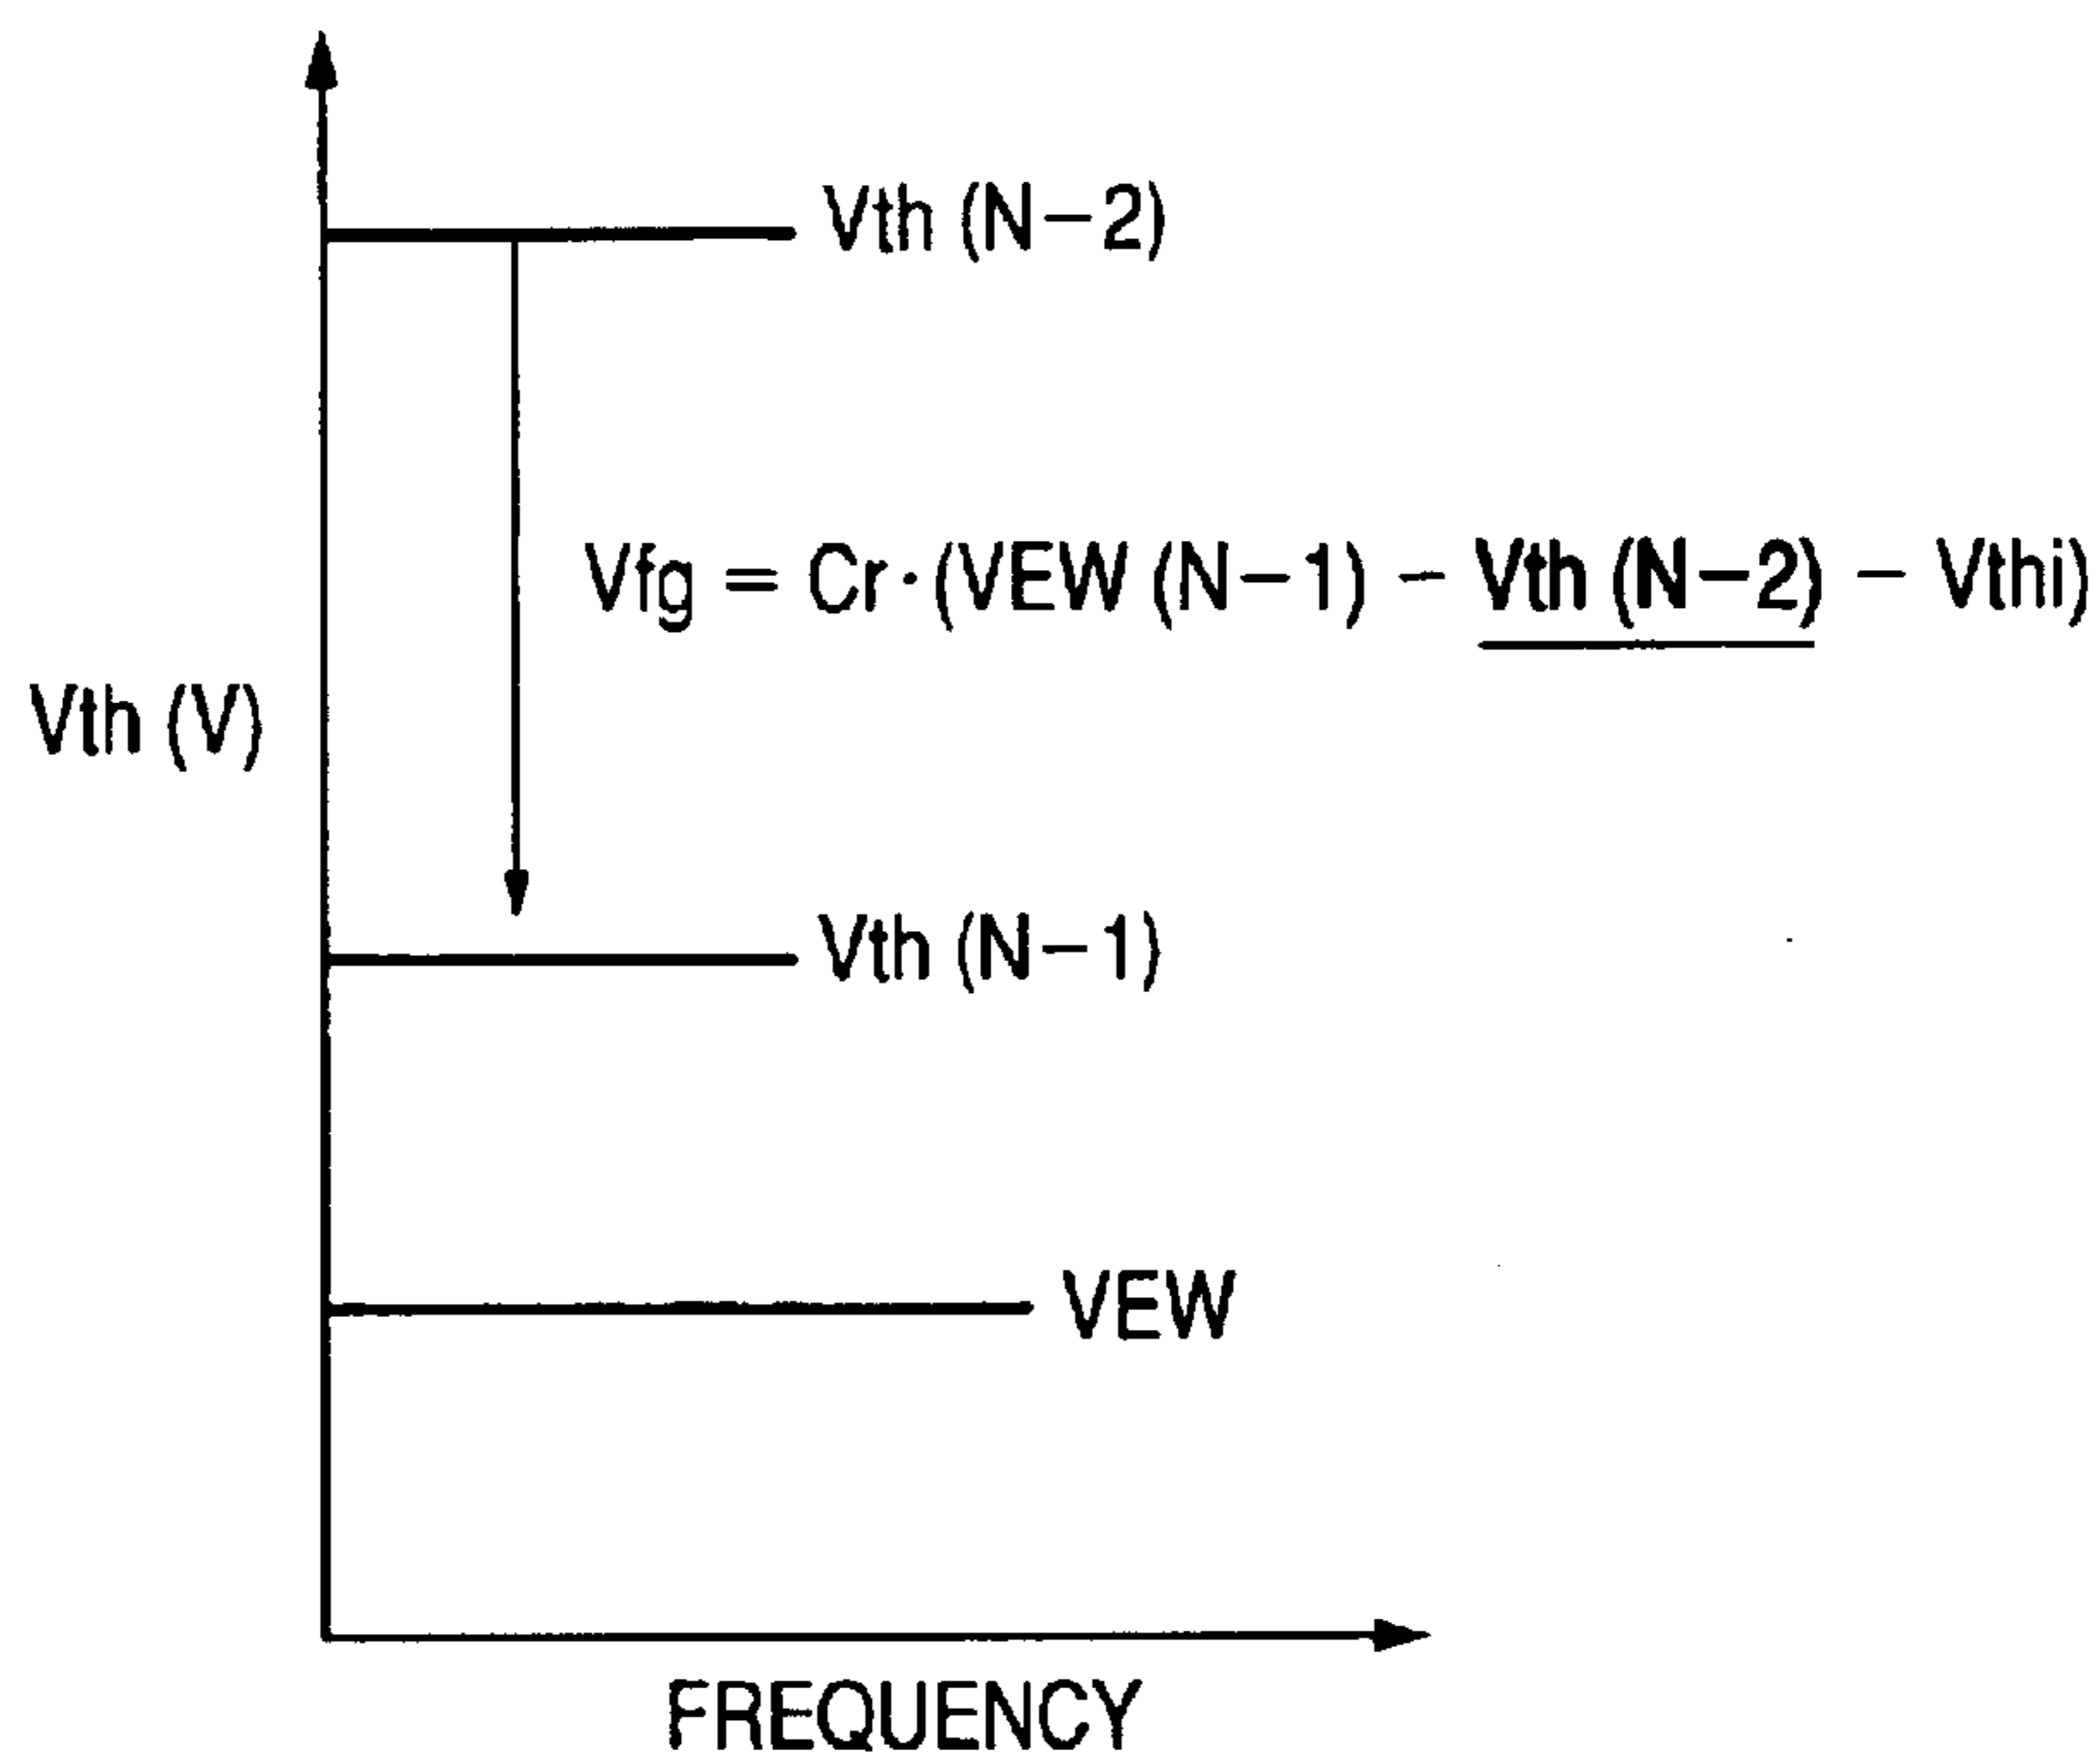 Vth (N−2)
Vfg = Cr·(VEW (N−1) − Vth (N−2) − Vthi)
Vth (V)
Vth (N−1)
VEW
FREQUENCY